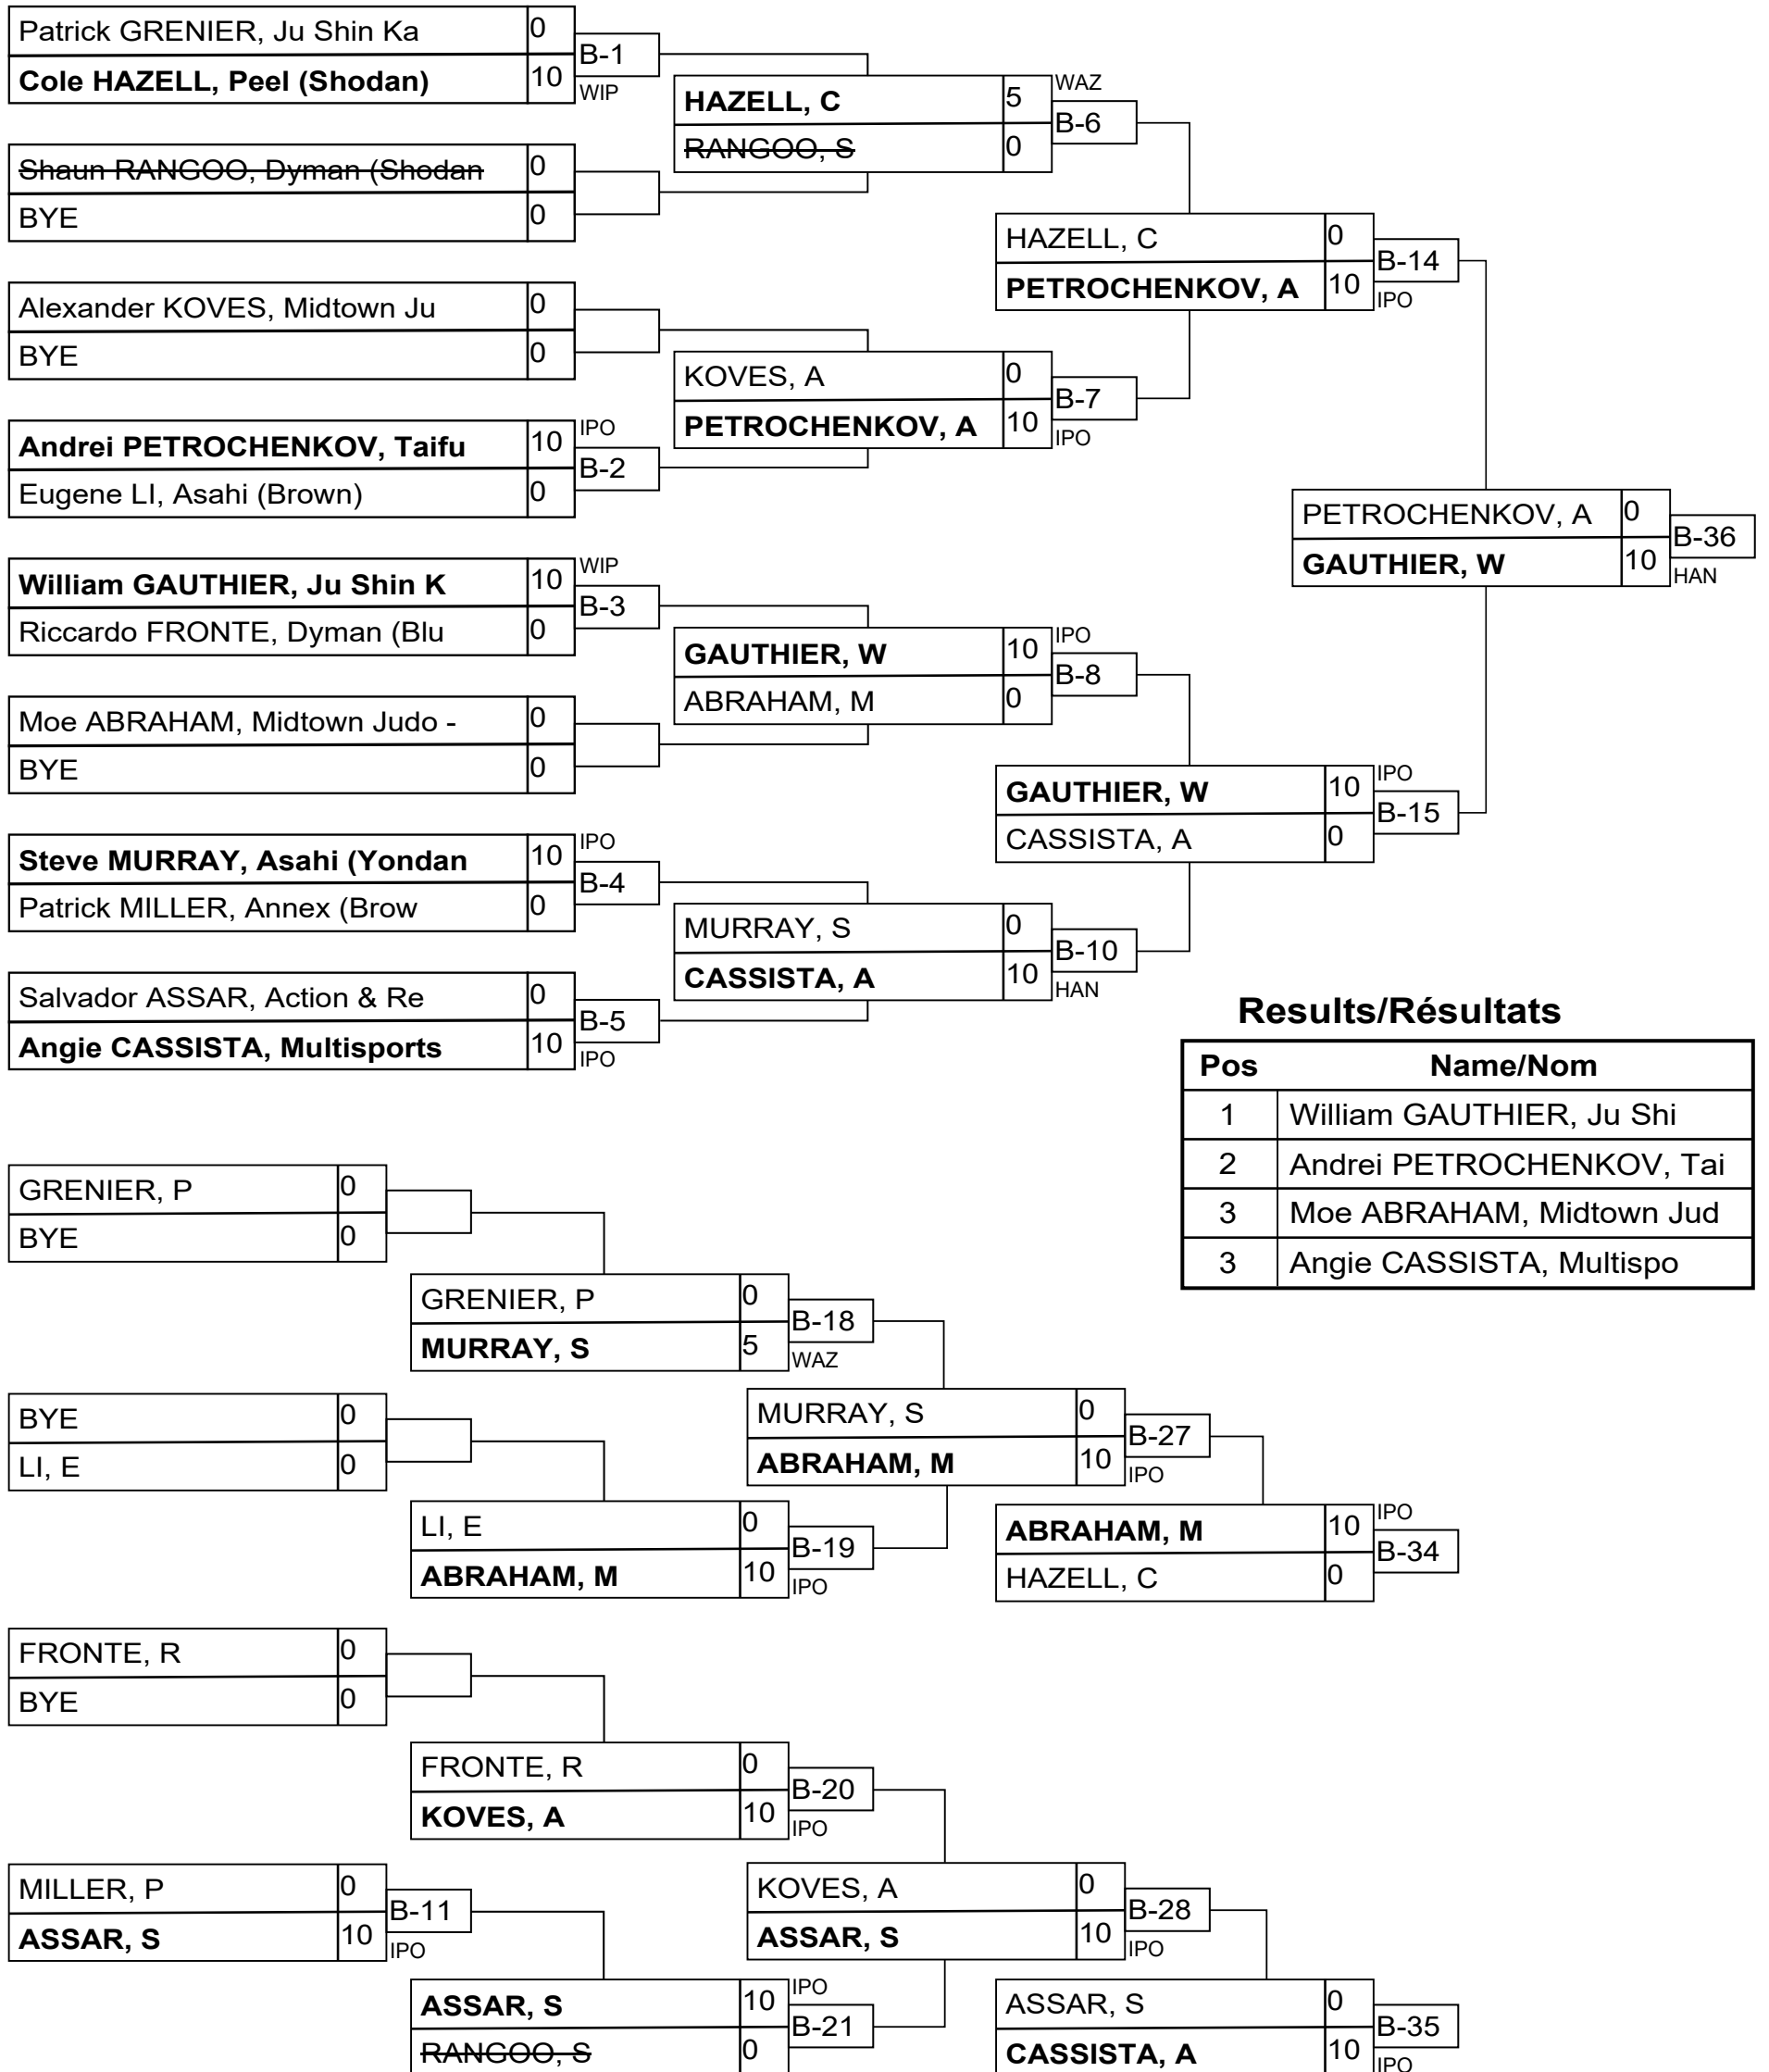 Patrick GRENIER, Ju Shin Ka 0
B-1
Cole HAZELL, Peel (Shodan) 10
WIP
HAZELL, C 5
WAZ
B-6
RANGOO, S 0
Shaun RANGOO, Dyman (Shodan 0
BYE 0
HAZELL, C 0
B-14
PETROCHENKOV, A 10
IPO
Alexander KOVES, Midtown Ju 0
BYE 0
KOVES, A 0
B-7
PETROCHENKOV, A 10
IPO
Andrei PETROCHENKOV, Taifu 10
IPO
B-2
Eugene LI, Asahi (Brown) 0
PETROCHENKOV, A 0
B-36
GAUTHIER, W 10
HAN
William GAUTHIER, Ju Shin K 10
WIP
B-3
Riccardo FRONTE, Dyman (Blu 0
GAUTHIER, W 10
IPO
B-8
ABRAHAM, M 0
Moe ABRAHAM, Midtown Judo - 0
BYE 0
GAUTHIER, W 10
IPO
B-15
CASSISTA, A 0
Steve MURRAY, Asahi (Yondan 10
IPO
B-4
Patrick MILLER, Annex (Brow 0
MURRAY, S 0
B-10
CASSISTA, A 10
HAN
Salvador ASSAR, Action & Re 0
B-5
Angie CASSISTA, Multisports 10
IPO
Results/Résultats
Pos Name/Nom
1 William GAUTHIER, Ju Shi
2 Andrei PETROCHENKOV, Tai
3 Moe ABRAHAM, Midtown Jud
3 Angie CASSISTA, Multispo
GRENIER, P 0
BYE 0
GRENIER, P 0
B-18
MURRAY, S 5
WAZ
BYE 0
LI, E 0
MURRAY, S 0
B-27
ABRAHAM, M 10
IPO
LI, E 0
B-19
ABRAHAM, M 10
IPO
ABRAHAM, M 10
IPO
B-34
HAZELL, C 0
FRONTE, R 0
BYE 0
FRONTE, R 0
B-20
KOVES, A 10
IPO
MILLER, P 0
B-11
ASSAR, S 10
IPO
KOVES, A 0
B-28
ASSAR, S 10
IPO
ASSAR, S 10
IPO
B-21
RANGOO, S 0
ASSAR, S 0
B-35
CASSISTA, A 10
IPO